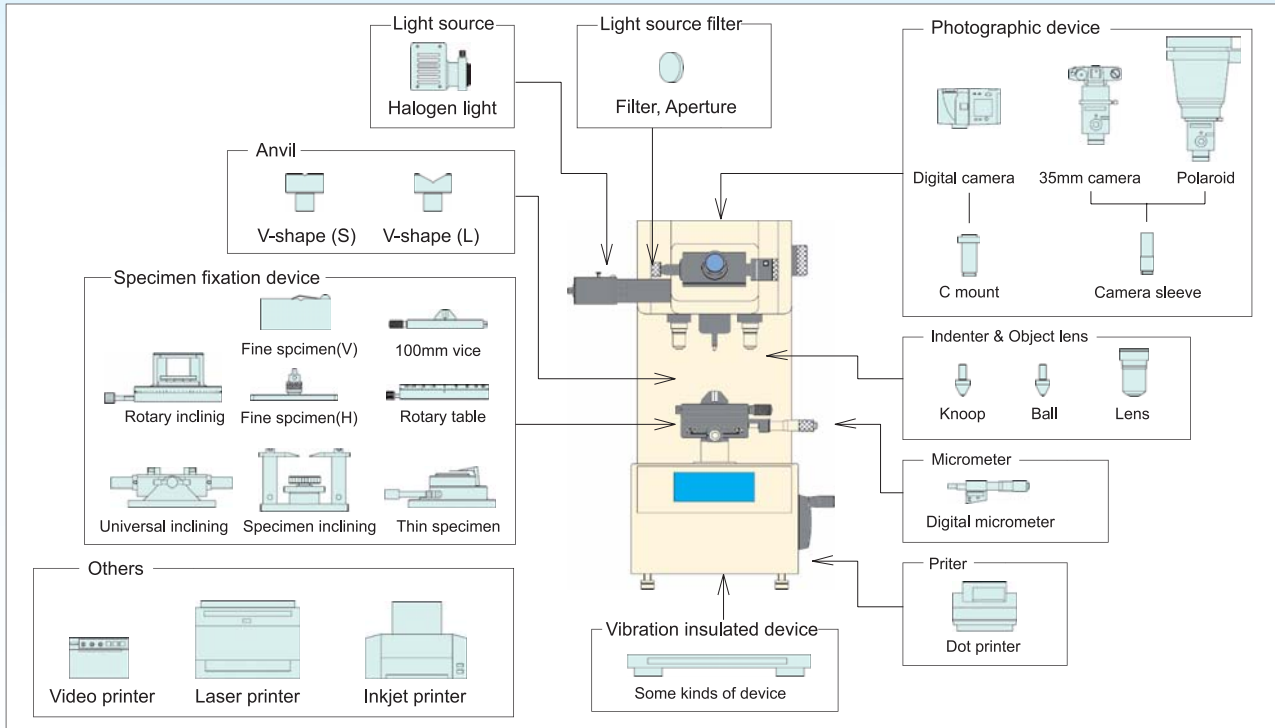 Light source
Halogen light
Light source filter
Filter, Aperture
Photographic device
Digital camera
35mm camera
Polaroid
C mount
Camera sleeve
Anvil
V-shape (S)
V-shape (L)
Specimen fixation device
Fine spcimen(V)
100mm vice
Rotary inclinig
Fine spcimen(H)
Rotary table
Universal inclining
Specimen inclining
Thin specimen
Indenter & Object lens
Knoop
Ball
Lens
Micrometer
Digital micrometer
Priter
Dot printer
Others
Video printer
Laser printer
Inkjet printer
Vibration insulated device
Some kinds of device